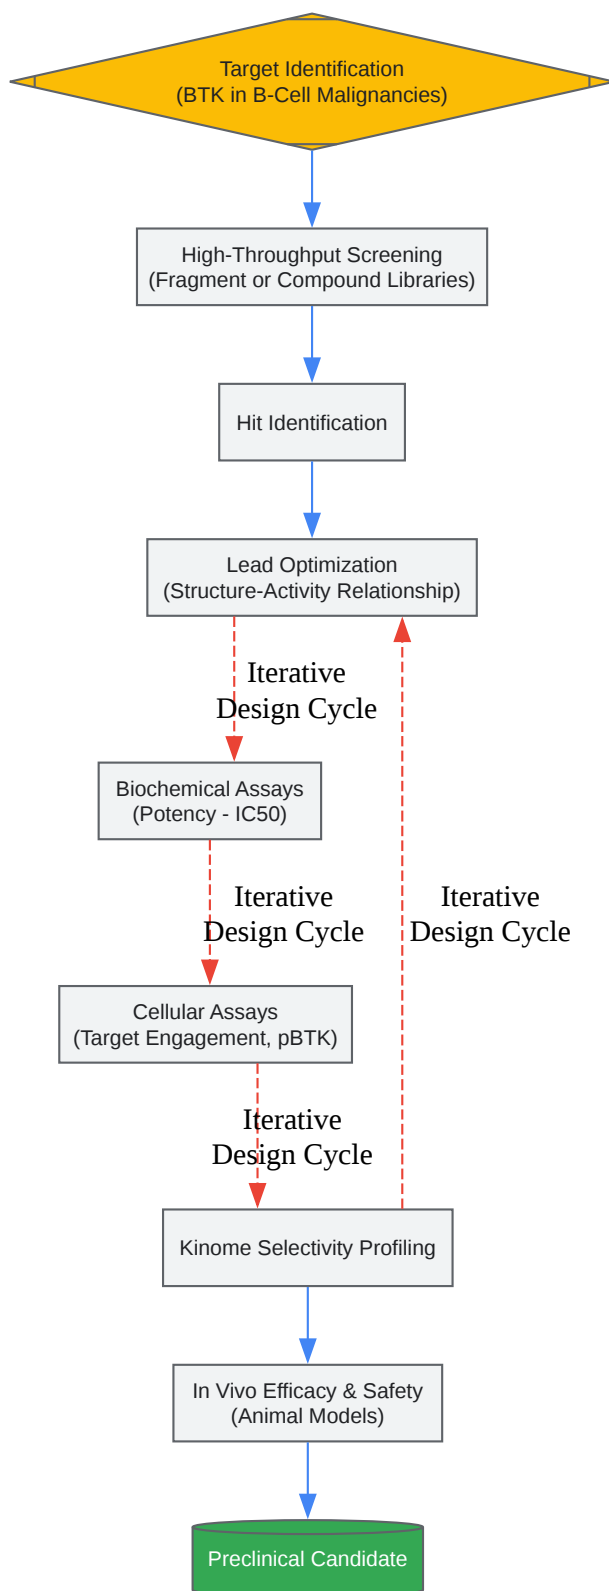 Target Identification
(BTK in B-Cell Malignancies)
High-Throughput Screening
(Fragment or Compound Libraries)
Hit Identification
Lead Optimization
(Structure-Activity Relationship)
Iterative
Design Cycle
Biochemical Assays
(Potency - IC50)
Iterative
Design Cycle
Iterative
Design Cycle
Cellular Assays
(Target Engagement, pBTK)
Iterative
Design Cycle
Kinome Selectivity Profiling
In Vivo Efficacy & Safety
(Animal Models)
Preclinical Candidate